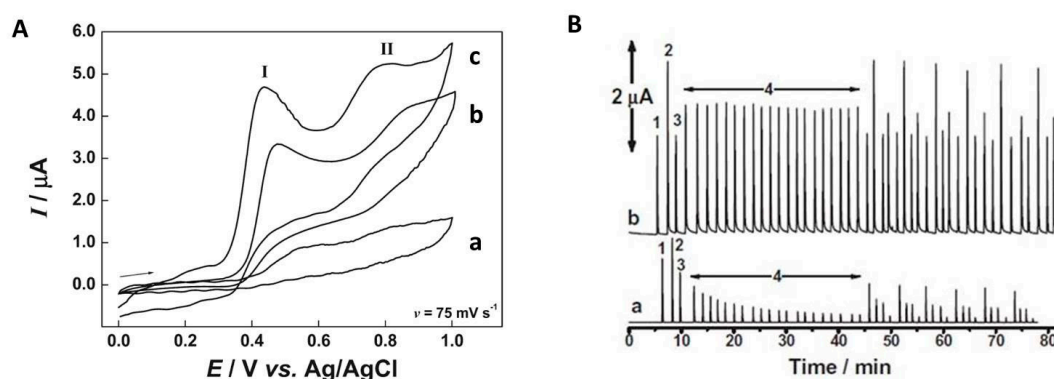 A
6.0
5.0
4.0
3.0
2.0
1.0
0.0
-1.0
I / µA
I
II
c
b
a
ν = 75 mV s⁻¹
0.0 0.2 0.4 0.6 0.8 1.0
E / V vs. Ag/AgCl
B
2 µA
1
2
3
4
b
1
2
3
4
a
0 10 20 30 40 50 60 70 80
Time / min